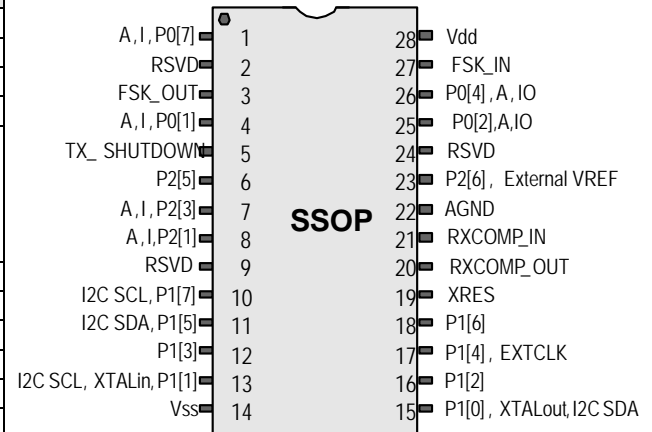 A, I, P0[7] 1 28 Vdd
RSVD 2 27 FSK_IN
FSK_OUT 3 26 P0[4] , A , IO
A, I, P0[1] 4 25 P0[2],A,IO
TX_ SHUTDOWN 5 24 RSVD
P2[5] 6 23 P2[6] , External VREF
A, I, P2[3] 7 22 AGND
SSOP
A, I,P2[1] 8 21 RXCOMP_IN
RSVD 9 20 RXCOMP_OUT
I2C SCL, P1[7] 10 19 XRES
I2C SDA, P1[5] 11 18 P1[6]
P1[3] 12 17 P1[4] , EXTCLK
I2C SCL, XTALin, P1[1] 13 16 P1[2]
Vss 14 15 P1[0] , XTALout, I2C SDA